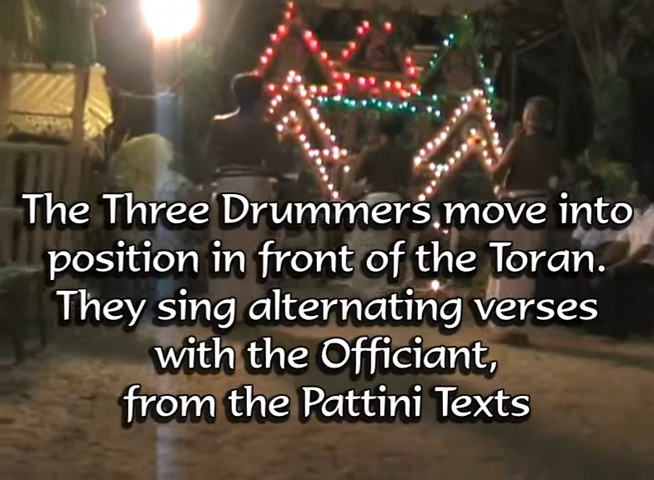 The Three Drummers move into
position in front of the Toran.
They sing alternating verses
with the Officiant,
from the Pattini Texts